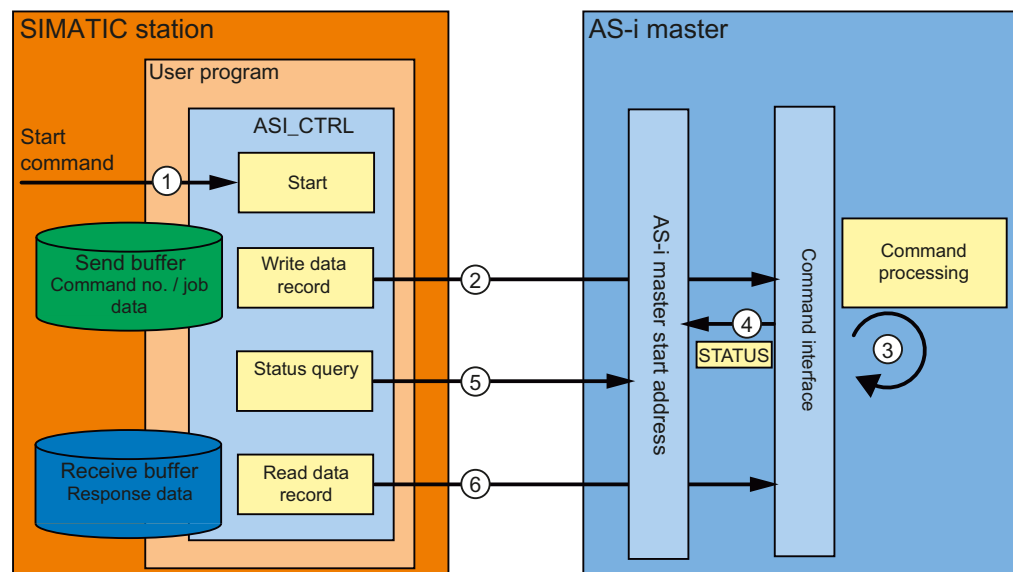 SIMATIC station
User program
ASI_CTRL
Start
command
1
Start
Send buffer
Command no. / job
data
Write data
record
2
Status query
5
Receive buffer
Response data
Read data
record
6
AS-i master
AS-i master start address
Command interface
Command
processing
4
STATUS
3